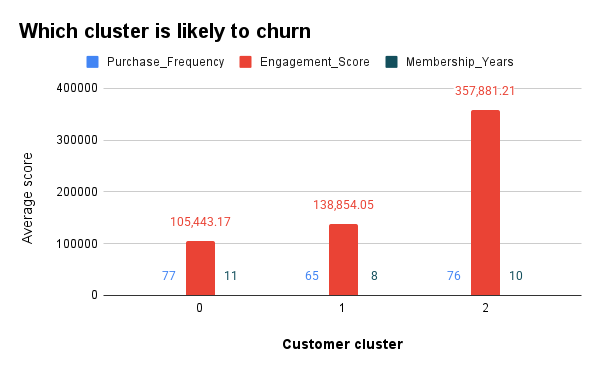 Which cluster is likely to churn
Purchase_Frequency Engagement_Score Membership_Years
Average score
400000
300000
200000
100000
0
105,443.17
77
11
138,854.05
65
8
357,881.21
76
10
0 1 2
Customer cluster